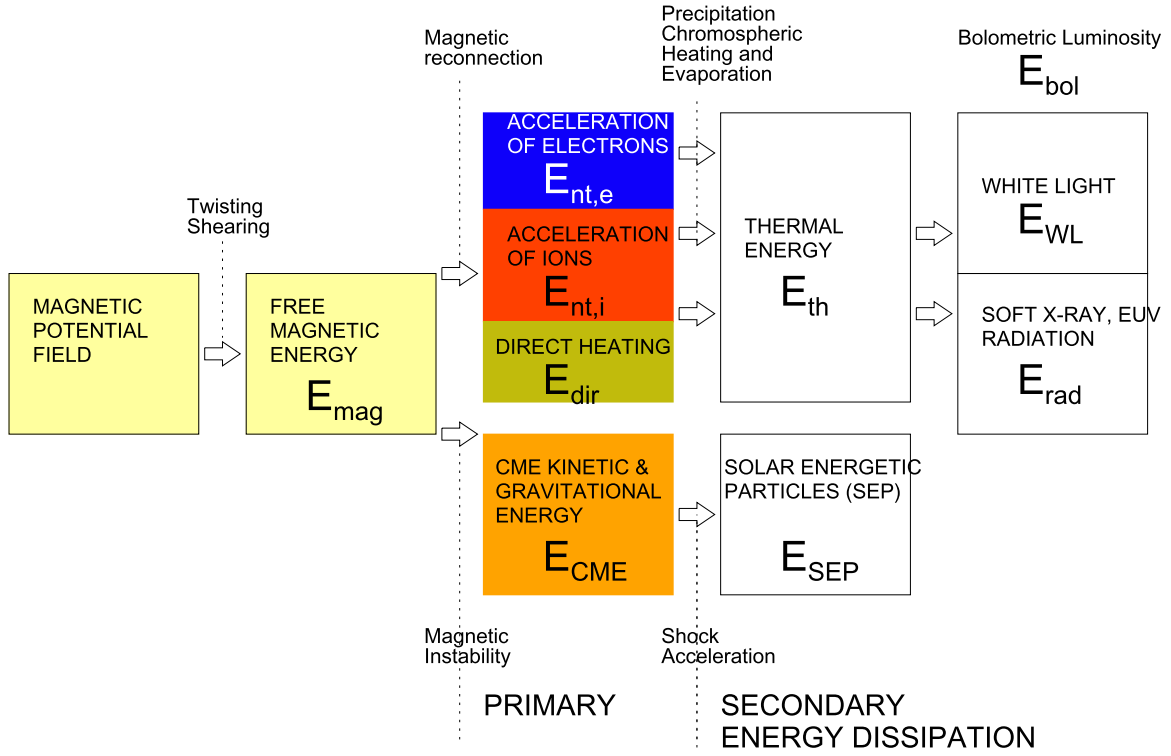 Magnetic
reconnection
Precipitation
Chromospheric
Heating and
Evaporation
Bolometric Luminosity
E_bol
Twisting
Shearing
MAGNETIC
POTENTIAL
FIELD
FREE
MAGNETIC
ENERGY
E_mag
ACCELERATION
OF ELECTRONS
E_nt,e
ACCELERATION
OF IONS
E_nt,i
DIRECT HEATING
E_dir
THERMAL
ENERGY
E_th
WHITE LIGHT
E_WL
SOFT X-RAY, EUV
RADIATION
E_rad
CME KINETIC &
GRAVITATIONAL
ENERGY
E_CME
SOLAR ENERGETIC
PARTICLES (SEP)
E_SEP
Magnetic
Instability
Shock
Acceleration
PRIMARY
SECONDARY
ENERGY DISSIPATION